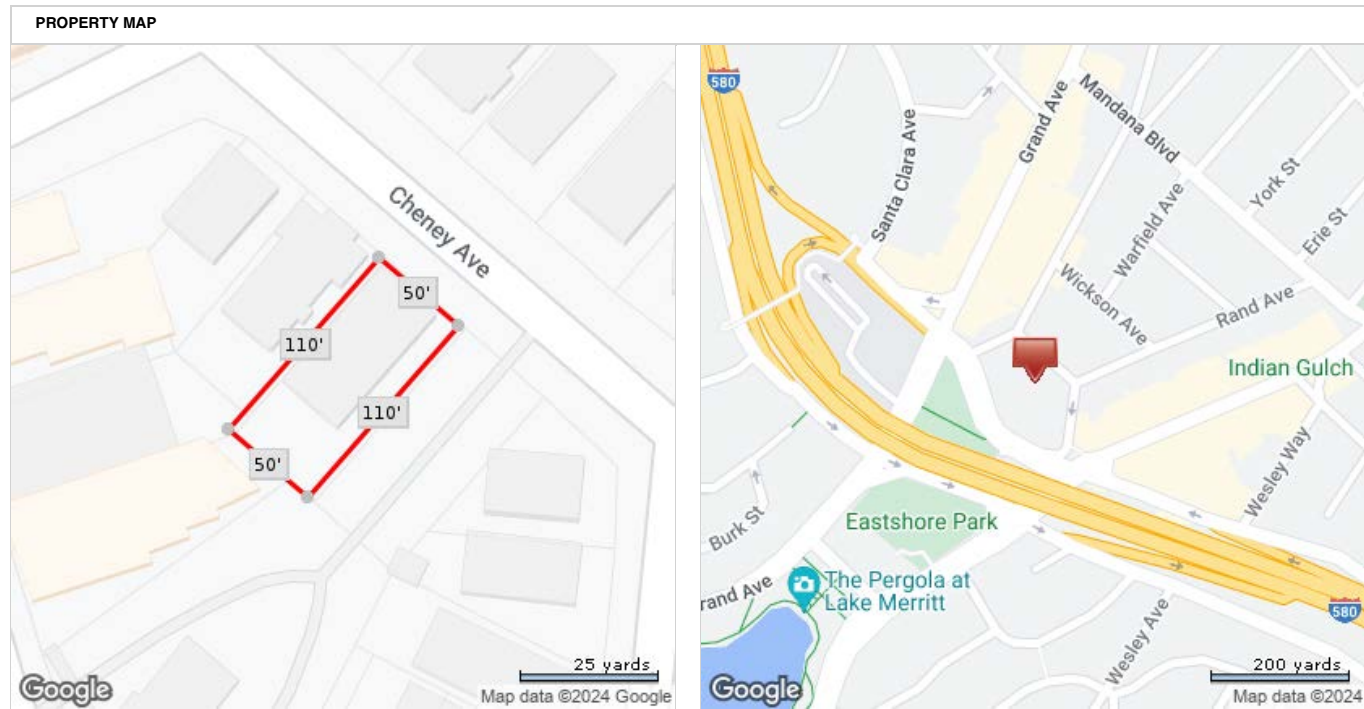 PROPERTY MAP
Cheney Ave
50'
110'
110'
50'
25 yards
Google
Map data ©2024 Google
580
Santa Clara Ave
Grand Ave
Mandana Blvd
York St
Warfield Ave
Erie St
Wickson Ave
Rand Ave
Indian Gulch
Wesley Way
Burk St
Eastshore Park
rand Ave
The Pergola at
Lake Merritt
Wesley Ave
580
200 yards
Google
Map data ©2024